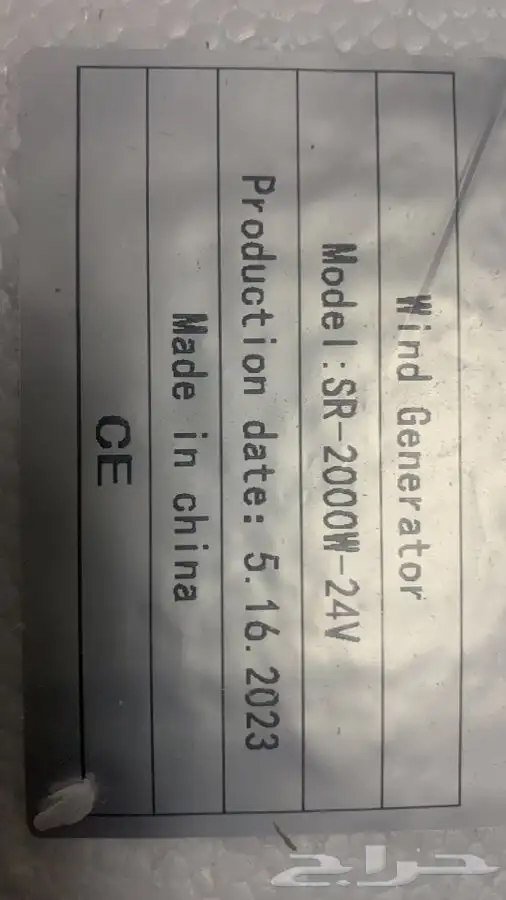 Wind Generator
Model:SR-2000W-24V
Production date: 5.16.2023
Made in china
CE
حراج